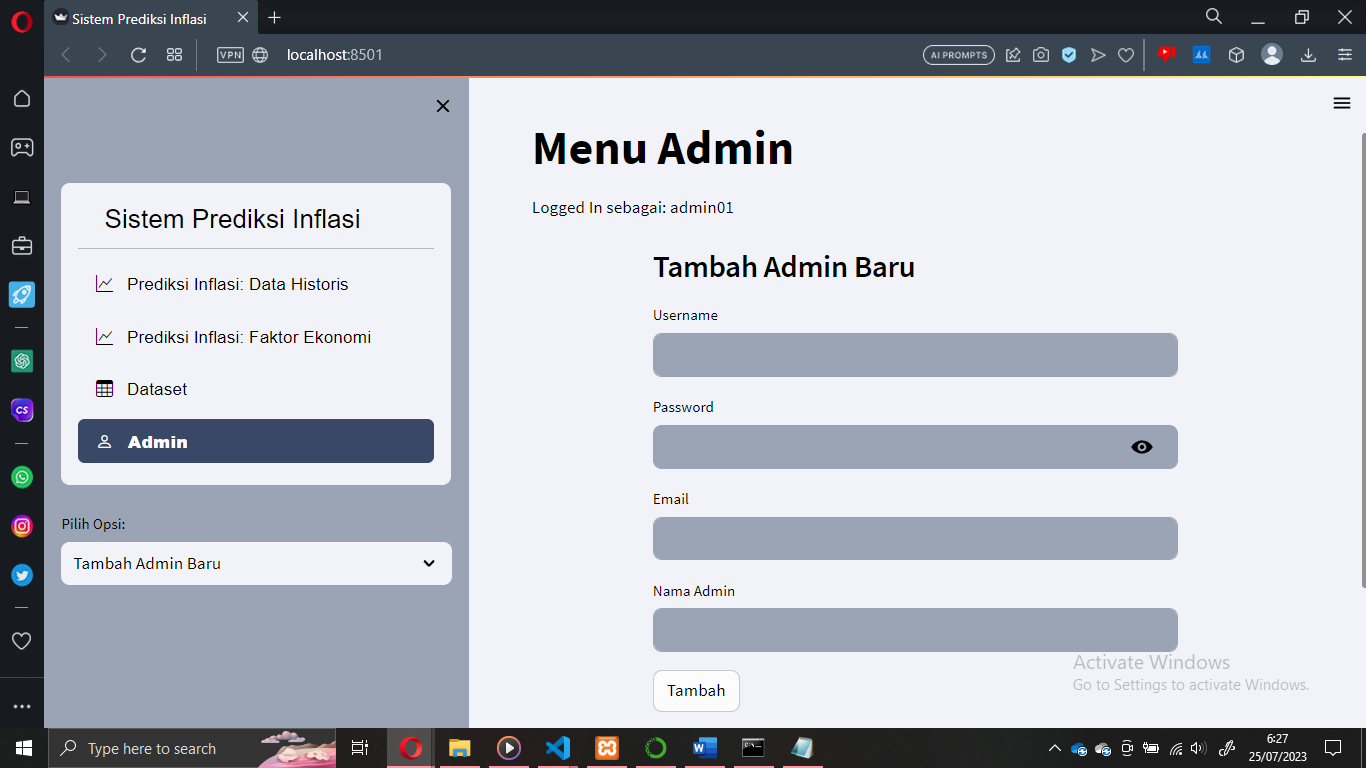 Sistem Prediksi Inflasi
VPN
localhost:8501
AI PROMPTS
Sistem Prediksi Inflasi
Prediksi Inflasi: Data Historis
Prediksi Inflasi: Faktor Ekonomi
Dataset
Admin
Pilih Opsi:
Tambah Admin Baru
CS
Menu Admin
Logged In sebagai: admin01
Tambah Admin Baru
Username
Password
Email
Nama Admin
Tambah
Activate Windows
Go to Settings to activate Windows.
Type here to search
6:27
25/07/2023